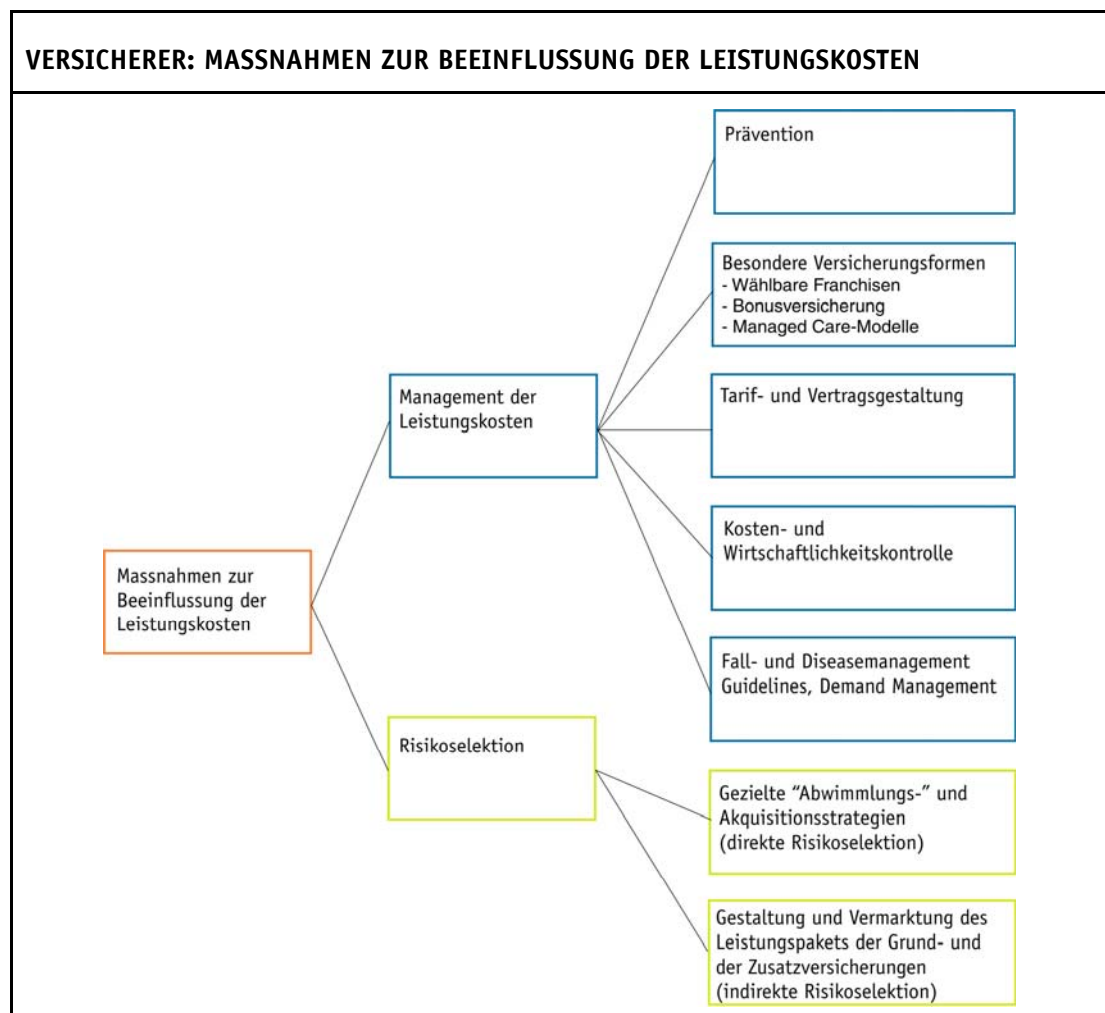 VERSICHERER: MASSNAHMEN ZUR BEEINFLUSSUNG DER LEISTUNGSKOSTEN
Prävention
Besondere Versicherungsformen
- Wählbare Franchisen
- Bonusversicherung
- Managed Care-Modelle
Management der
Leistungskosten
Tarif- und Vertragsgestaltung
Kosten- und
Wirtschaftlichkeitskontrolle
Massnahmen zur
Beeinflussung der
Leistungskosten
Fall- und Diseasemanagement
Guidelines, Demand Management
Risikoselektion
Gezielte “Abwimmlungs-” und
Akquisitionsstrategien
(direkte Risikoselektion)
Gestaltung und Vermarktung des
Leistungspakets der Grund- und
der Zusatzversicherungen
(indirekte Risikoselektion)